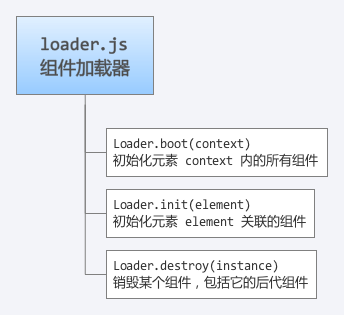 loader.js
组件加载器
Loader.boot(context)
初始化元素 context 内的所有组件
Loader.init(element)
初始化元素 element 关联的组件
Loader.destroy(instance)
销毁某个组件，包括它的后代组件